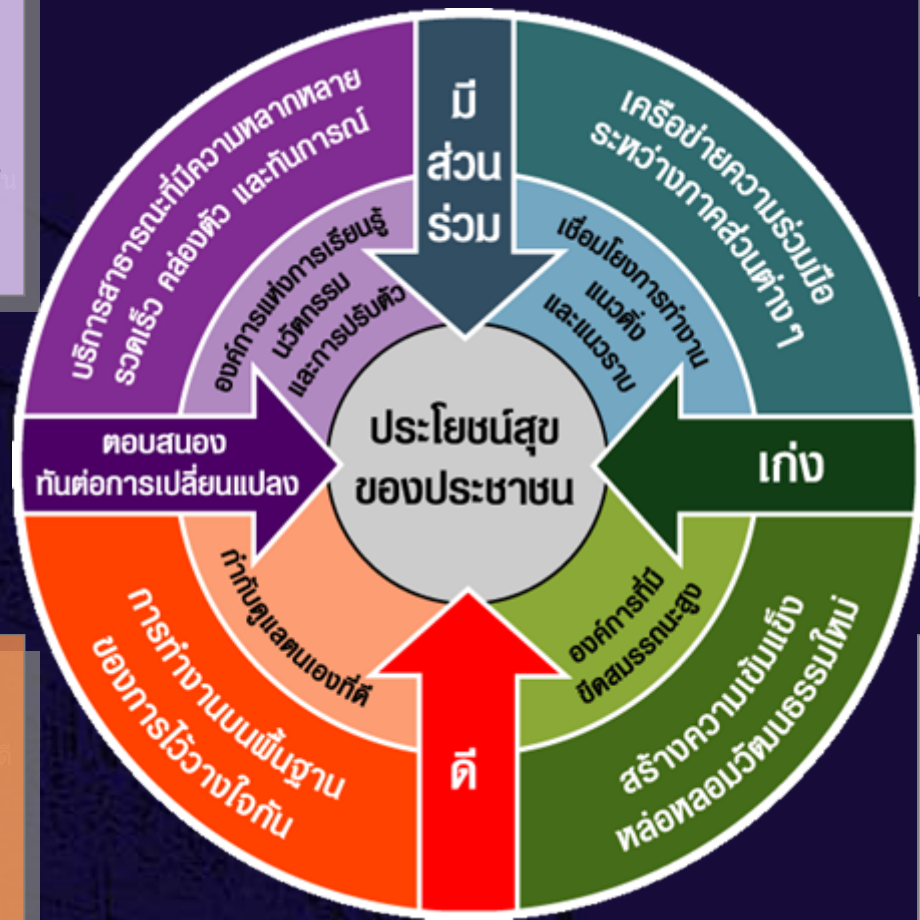 มี
ส่วน
ร่วม
บริการสาธารณะที่มีความหลากหลาย
รวดเร็ว คล่องตัว และทันการณ์
องค์การแห่งการเรียนรู้
นวัตกรรม
และการปรับตัว
เครือข่ายความร่วมมือ
ระหว่างภาคส่วนต่าง ๆ
เชื่อมโยงการทำงาน
แนวดิ่ง
และแนวราบ
ตอบสนอง
ทันต่อการเปลี่ยนแปลง
ประโยชน์สุข
ของประชาชน
เก่ง
กำกับดูแลตนเองที่ดี
การทำงานบนพื้นฐาน
ของการไว้วางใจกัน
องค์การที่มี
ขีดสมรรถนะสูง
สร้างความเข้มแข็ง
หล่อหลอมวัฒนธรรมใหม่
ดี